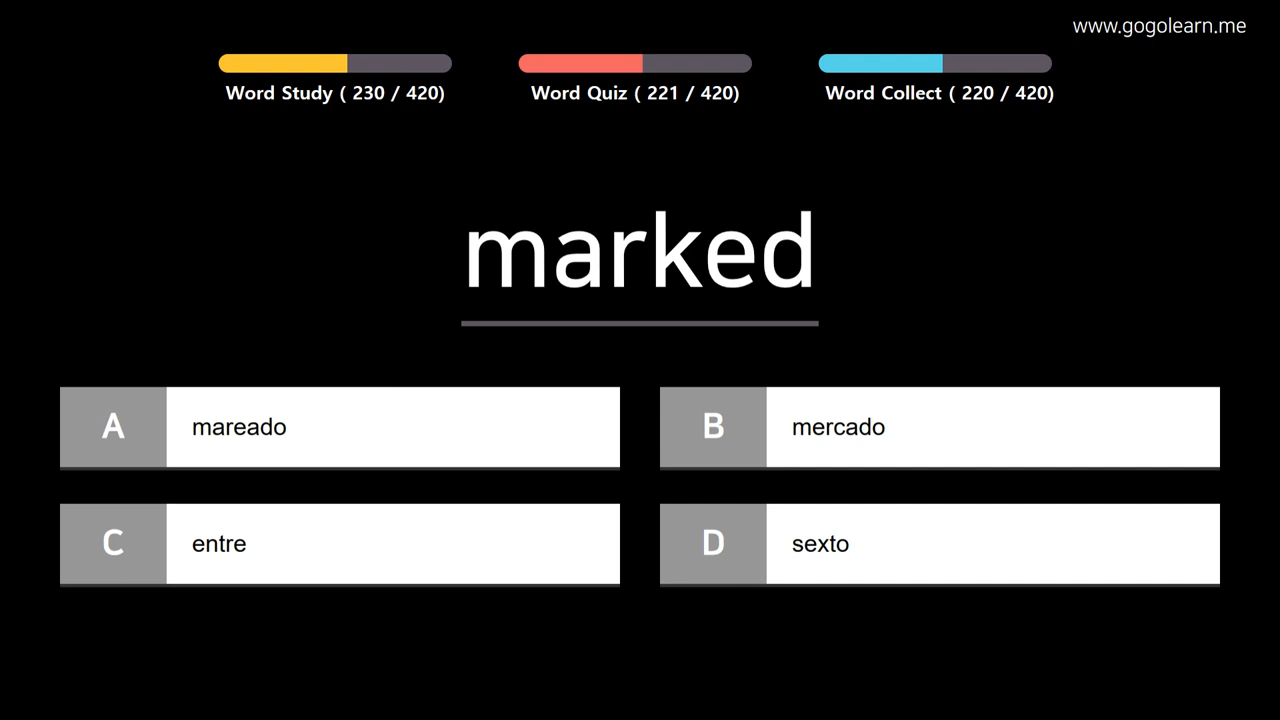 www.gogolearn.me
Word Study ( 230 / 420)
Word Quiz ( 221 / 420)
Word Collect ( 220 / 420)
marked
A mareado
B mercado
C entre
D sexto